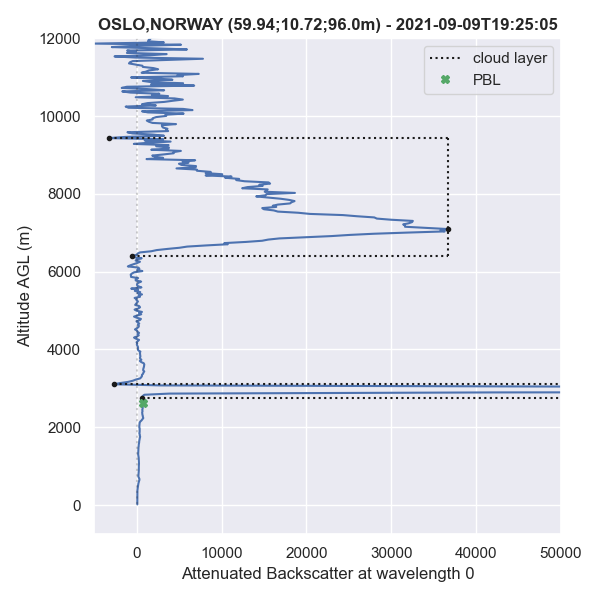 OSLO,NORWAY (59.94;10.72;96.0m) - 2021-09-09T19:25:05
cloud layer
PBL
12000
10000
8000
6000
4000
2000
0
Altitude AGL (m)
0 10000 20000 30000 40000 50000
Attenuated Backscatter at wavelength 0